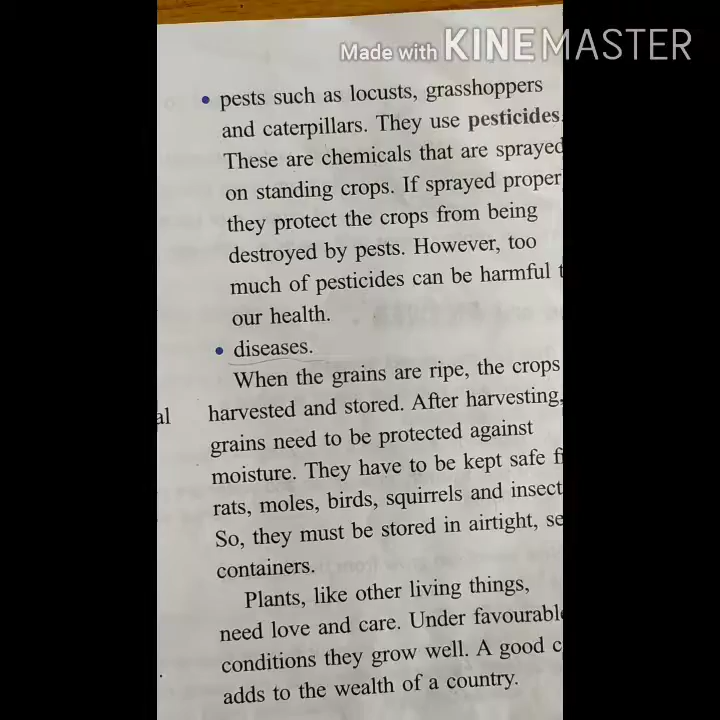 Made with KINEMASTER
• pests such as locusts, grasshoppers
and caterpillars. They use pesticides.
These are chemicals that are sprayed
on standing crops. If sprayed proper
they protect the crops from being
destroyed by pests. However, too
much of pesticides can be harmful t
our health.
• diseases.
When the grains are ripe, the crops
al
harvested and stored. After harvesting,
grains need to be protected against
moisture. They have to be kept safe f
rats, moles, birds, squirrels and insect
So, they must be stored in airtight, se
containers.
Plants, like other living things,
need love and care. Under favourable
conditions they grow well. A good c
adds to the wealth of a country.